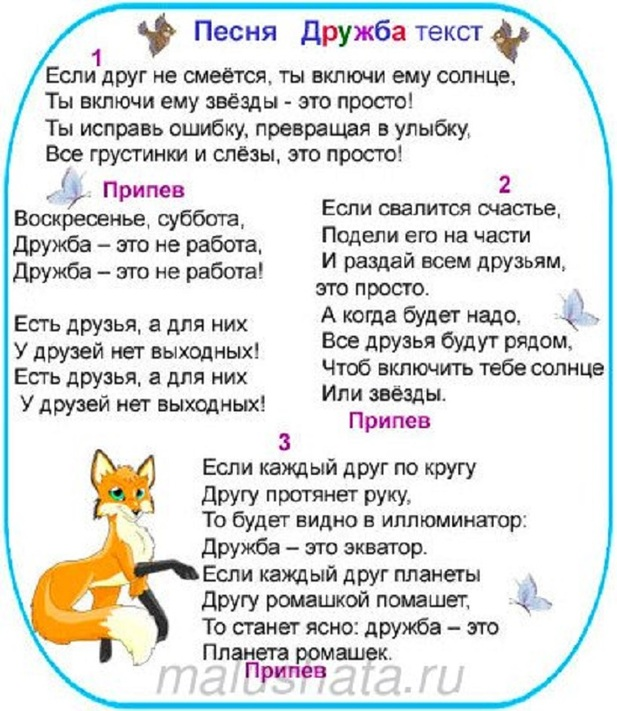 Песня Дружба текст
1
Если друг не смеётся, ты включи ему солнце,
Ты включи ему звёзды - это просто!
Ты исправь ошибку, превращая в улыбку,
Все грустинки и слёзы, это просто!
Припев
Воскресенье, суббота,
Дружба – это не работа,
Дружба – это не работа!
Есть друзья, а для них
У друзей нет выходных!
Есть друзья, а для них
У друзей нет выходных!
2
Если свалится счастье,
Подели его на части
И раздай всем друзьям,
это просто.
А когда будет надо,
Все друзья будут рядом,
Чтоб включить тебе солнце
Или звёзды.
Припев
3
Если каждый друг по кругу
Другу протянет руку,
То будет видно в иллюминатор:
Дружба – это экватор.
Если каждый друг планеты
Другу ромашкой помашет,
То станет ясно: дружба – это
Планета ромашек.
Припев
malushata.ru